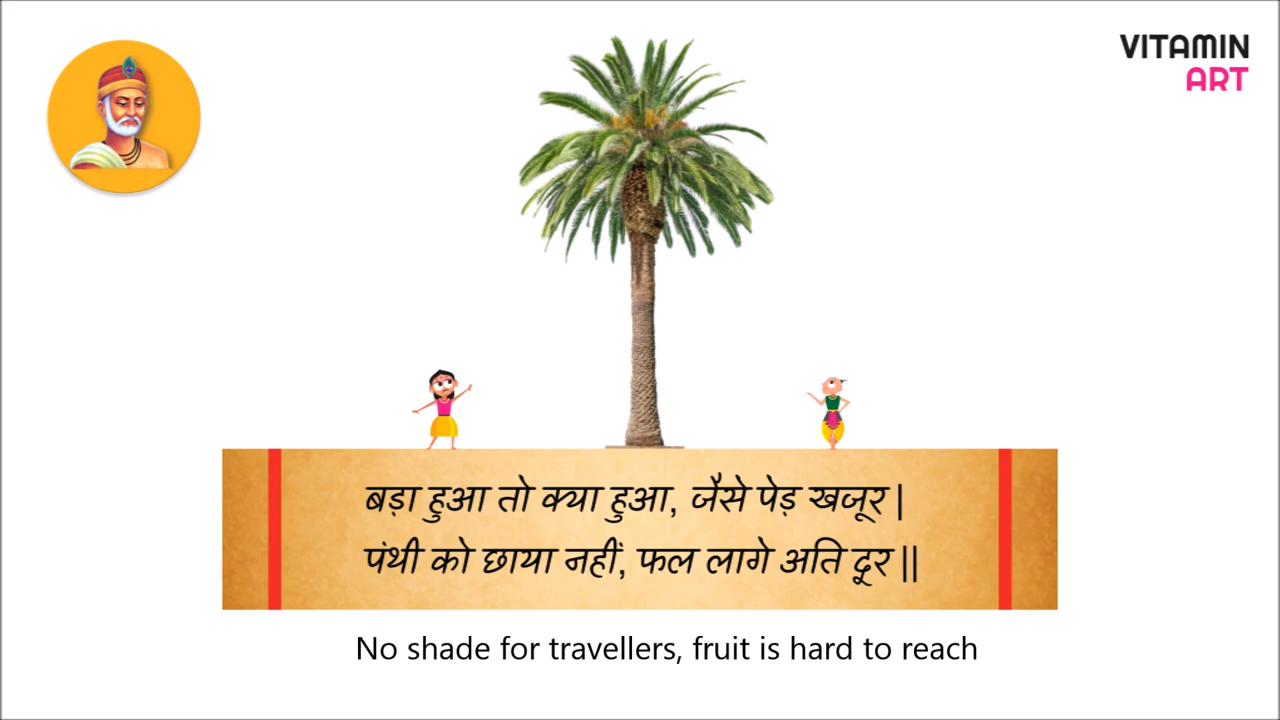 VITAMIN
ART
बड़ा हुआ तो क्या हुआ, जैसे पेड़ खजूर |
पंथी को छाया नहीं, फल लागे अति दूर ||
No shade for travellers, fruit is hard to reach